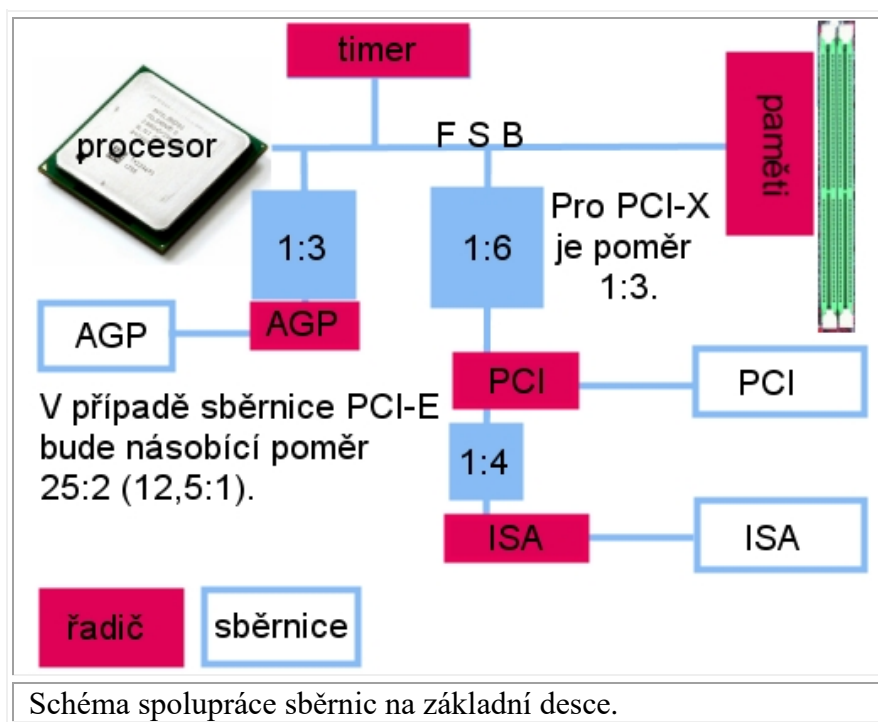 timer
procesor
F S B
paměti
1:3
1:6
Pro PCI-X
je poměr
1:3.
AGP
AGP
PCI
PCI
V případě sběrnice PCI-E
bude násobící poměr
25:2 (12,5:1).
1:4
ISA
ISA
řadič
sběrnice
Schéma spolupráce sběrnic na základní desce.